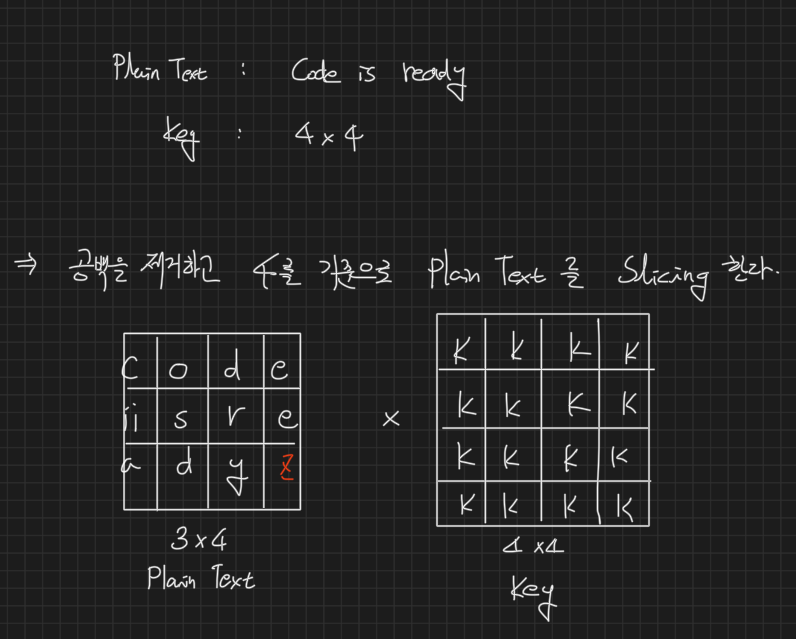 Plain Text : Code is ready
Key : 4 x 4
⇒ 공백을 제거하고 4를 기준으로 Plain Text 를 Slicing 한다.
c o d e
ii s r e
a d y z
3 x 4
Plain Text
x
K K K K
K K K K
K K K K
K K K K
4 x 4
Key